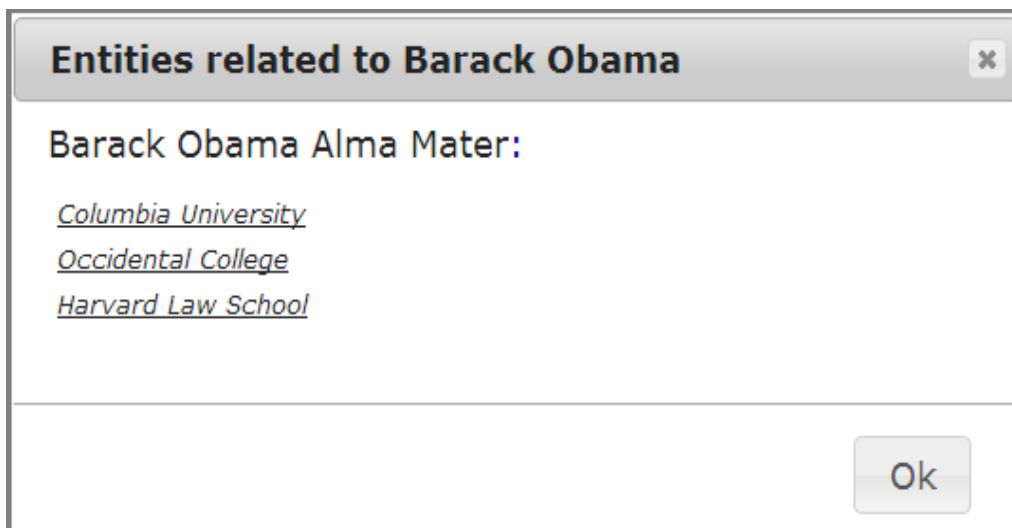 Entities related to Barack Obama
Barack Obama Alma Mater:
Columbia University
Occidental College
Harvard Law School
Ok